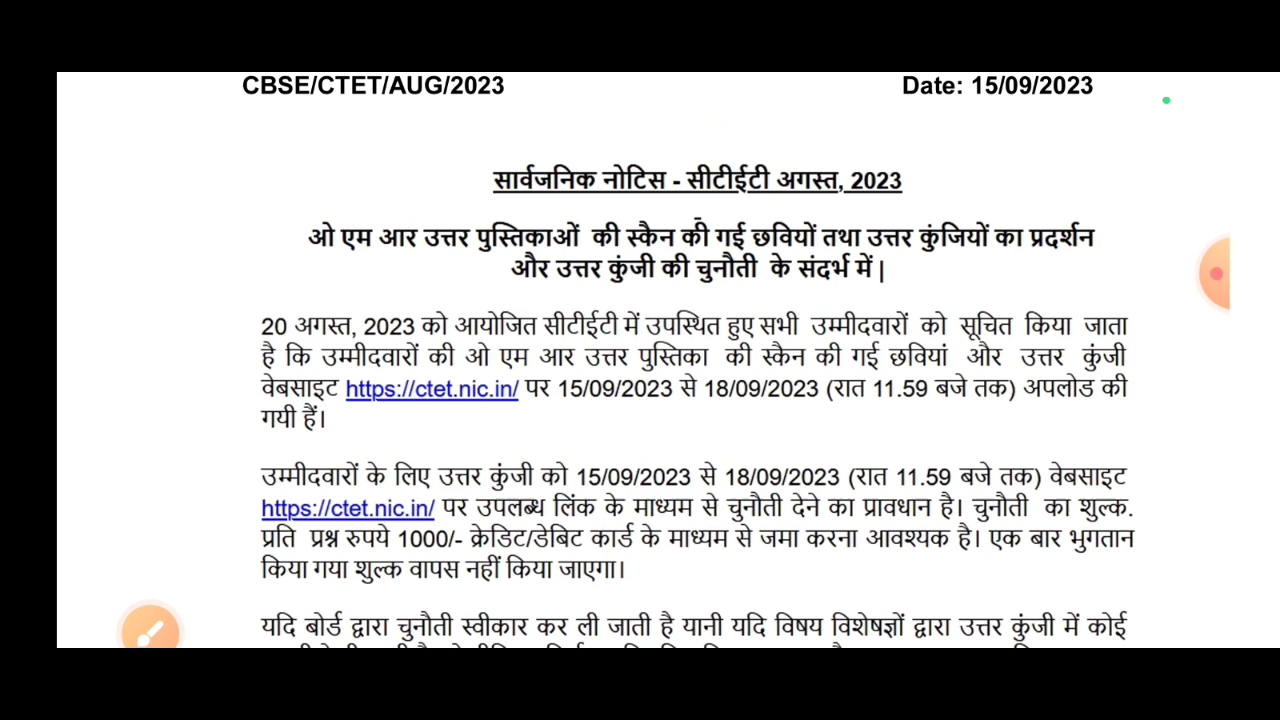 CBSE/CTET/AUG/2023 Date: 15/09/2023
सार्वजनिक नोटिस - सीटीईटी अगस्त, 2023
ओ एम आर उत्तर पुस्तिकाओं की स्कैन की गई छवियों तथा उत्तर कुंजियों का प्रदर्शन
और उत्तर कुंजी की चुनौती के संदर्भ में |
20 अगस्त, 2023 को आयोजित सीटीईटी में उपस्थित हुए सभी उम्मीदवारों को सूचित किया जाता
है कि उम्मीदवारों की ओ एम आर उत्तर पुस्तिका की स्कैन की गई छवियां और उत्तर कुंजी
वेबसाइट https://ctet.nic.in/ पर 15/09/2023 से 18/09/2023 (रात 11.59 बजे तक) अपलोड की
गयी हैं।
उम्मीदवारों के लिए उत्तर कुंजी को 15/09/2023 से 18/09/2023 (रात 11.59 बजे तक) वेबसाइट
https://ctet.nic.in/ पर उपलब्ध लिंक के माध्यम से चुनौती देने का प्रावधान है। चुनौती का शुल्क.
प्रति प्रश्न रुपये 1000/- क्रेडिट/डेबिट कार्ड के माध्यम से जमा करना आवश्यक है। एक बार भुगतान
किया गया शुल्क वापस नहीं किया जाएगा।
यदि बोर्ड द्वारा चुनौती स्वीकार कर ली जाती है यानी यदि विषय विशेषज्ञों द्वारा उत्तर कुंजी में कोई